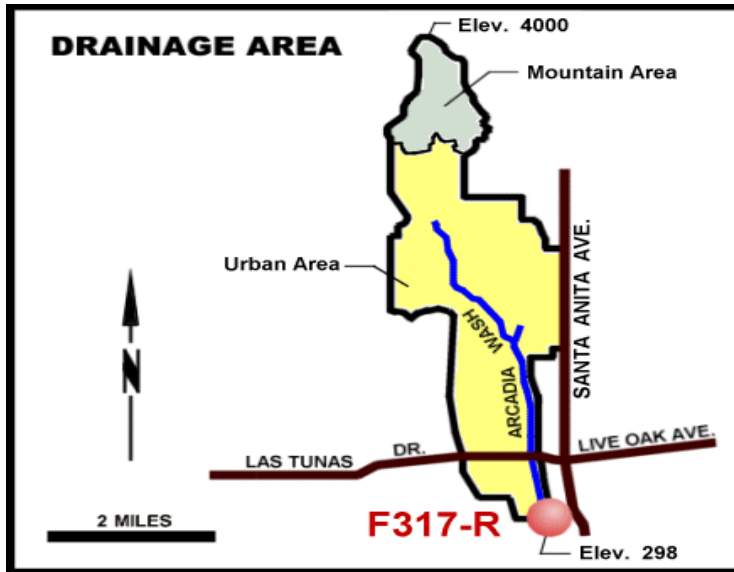 DRAINAGE AREA
Elev. 4000
Mountain Area
Urban Area
SANTA ANITA AVE.
WASH
ARCADIA
N
LAS TUNAS
DR.
LIVE OAK AVE.
2 MILES
F317-R
Elev. 298